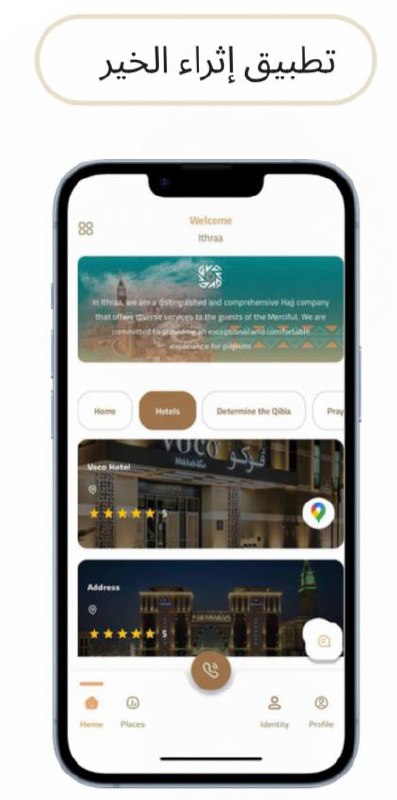 تطبيق إثراء الخير
Welcome
Ithraa
In Ithraa, we are a distinguished and comprehensive Hajj company
that offers diverse services to the guests of the Merciful. We are
committed to providing an exceptional and comfortable
experience for pilgrims
Home
Hotels
Determine the Qibla
Pray
VOCO فوكو
Makkah
Voco Hotel
5
Address
5
Home
Places
Identity
Profile